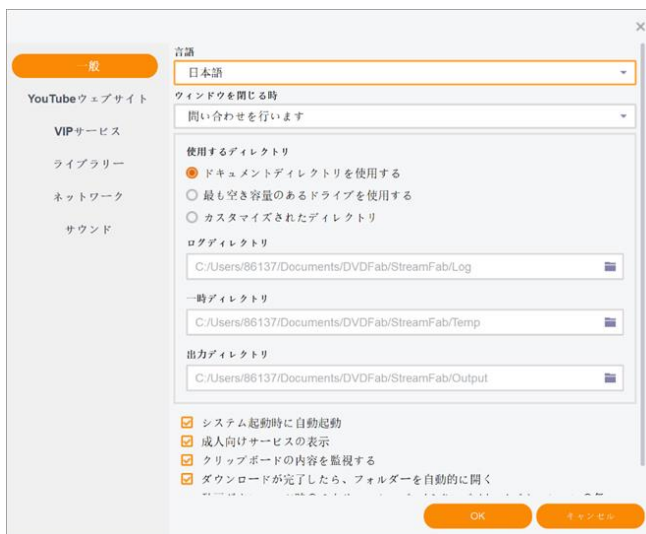 言語
日本語
ウィンドウを閉じる時
問い合わせを行います
一般
YouTubeウェブサイト
VIPサービス
ライブラリー
ネットワーク
サウンド
使用するディレクトリ
ドキュメントディレクトリを使用する
最も空き容量のあるドライブを使用する
カスタマイズされたディレクトリ
ログディレクトリ
C:/Users/86137/Documents/DVDFab/StreamFab/Log
一時ディレクトリ
C:/Users/86137/Documents/DVDFab/StreamFab/Temp
出力ディレクトリ
C:/Users/86137/Documents/DVDFab/StreamFab/Output
システム起動時に自動起動
成人向けサービスの表示
クリップボードの内容を監視する
ダウンロードが完了したら、フォルダーを自動的に開く
OK
キャンセル